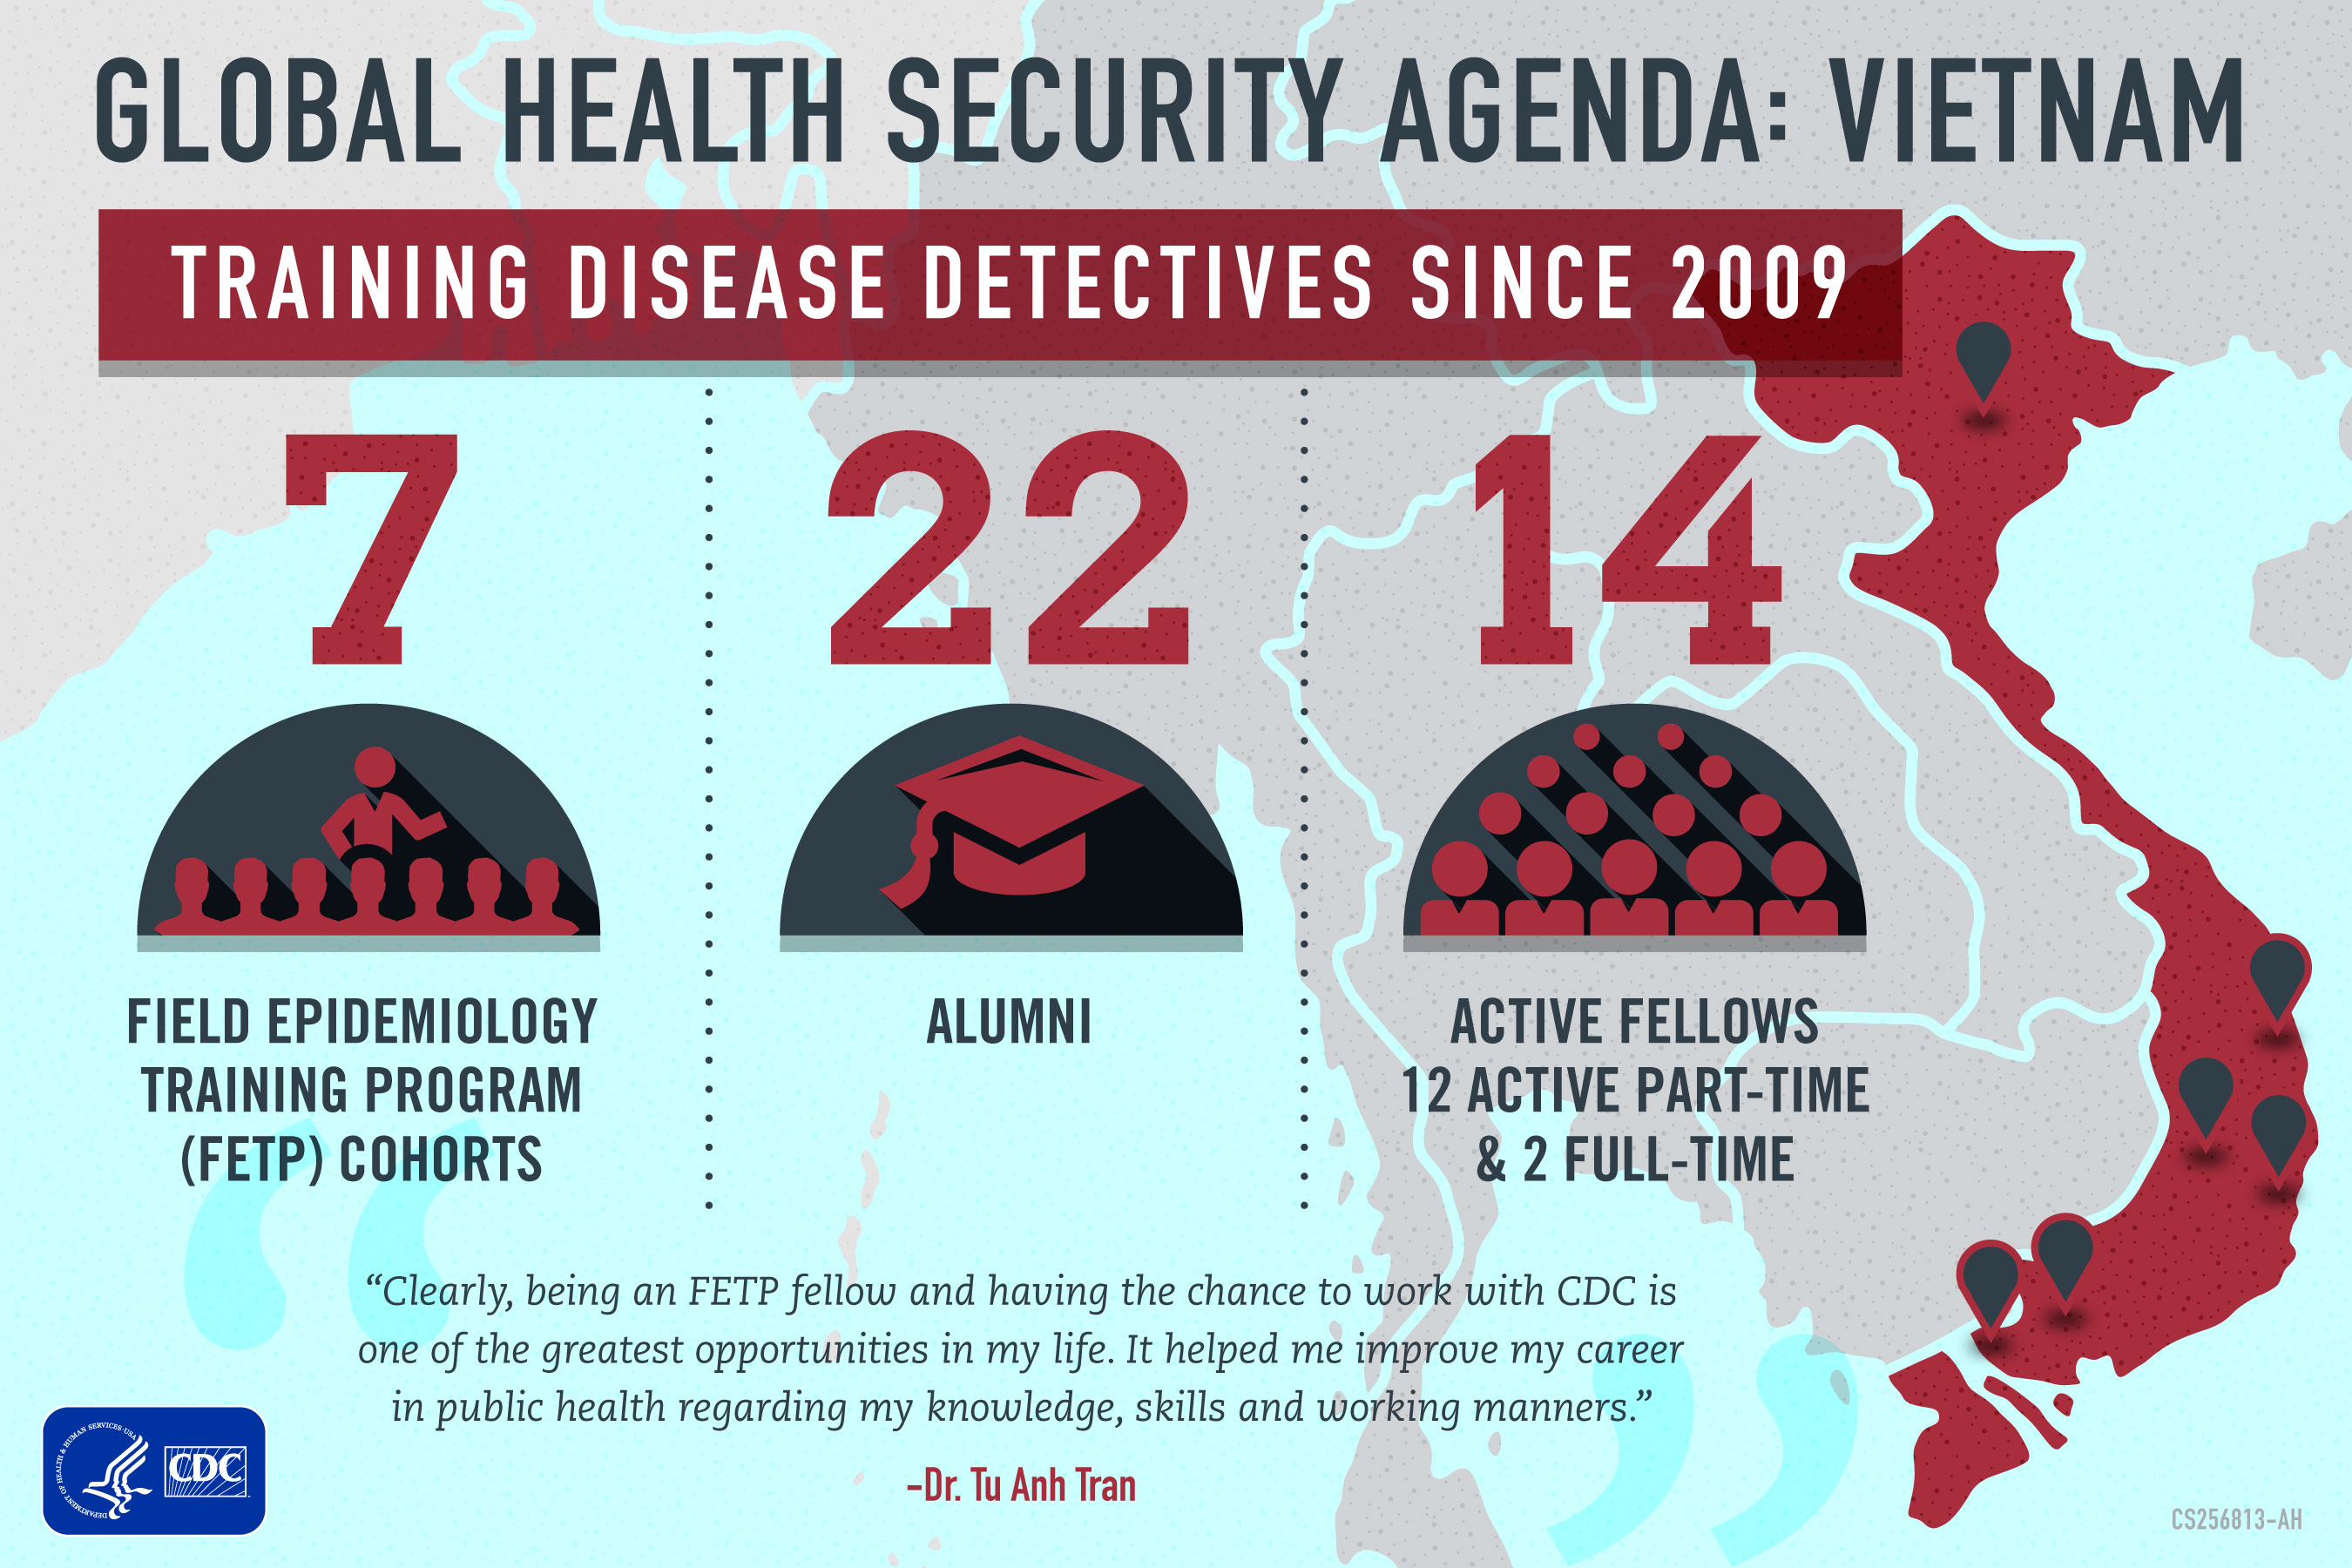 GLOBAL HEALTH SECURITY AGENDA: VIETNAM
TRAINING DISEASE DETECTIVES SINCE 2009
7
FIELD EPIDEMIOLOGY
TRAINING PROGRAM
(FETP) COHORTS
22
ALUMNI
14
ACTIVE FELLOWS
12 ACTIVE PART-TIME
& 2 FULL-TIME
“Clearly, being an FETP fellow and having the chance to work with CDC is
one of the greatest opportunities in my life. It helped me improve my career
in public health regarding my knowledge, skills and working manners.”
–Dr. Tu Anh Tran
DEPARTMENT OF HEALTH & HUMAN SERVICES·USA
CDC
CS256813-AH